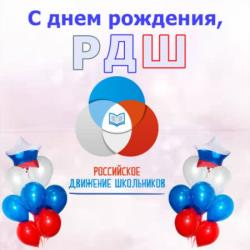 С днем рождения,
РДШ
РОССИЙСКОЕ
ДВИЖЕНИЕ ШКОЛЬНИКОВ